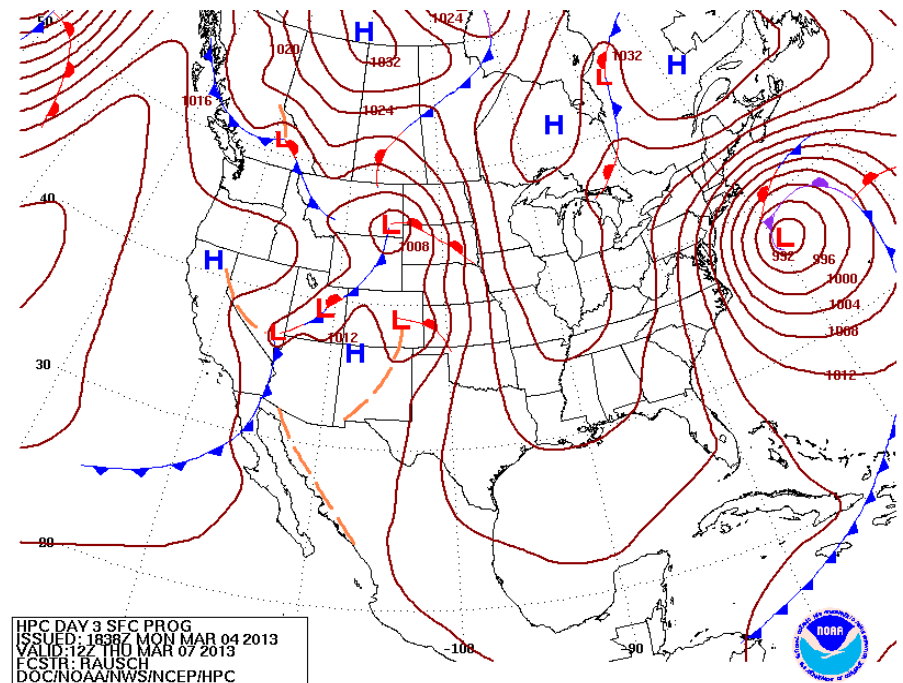 50
1024
H
1020
1032
1032
H
L
1016
1024
H
L
40
L
1008
H
L
992
996
1000
L
L
L
1004
1008
1012
H
30
1012
20
-100
-90
HPC DAY 3 SFC PROG
ISSUED: 1838Z MON MAR 04 2013
VALID: 12Z THU MAR 07 2013
FCSTR: RAUSCH
DOC/NOAA/NWS/NCEP/HPC
NOAA